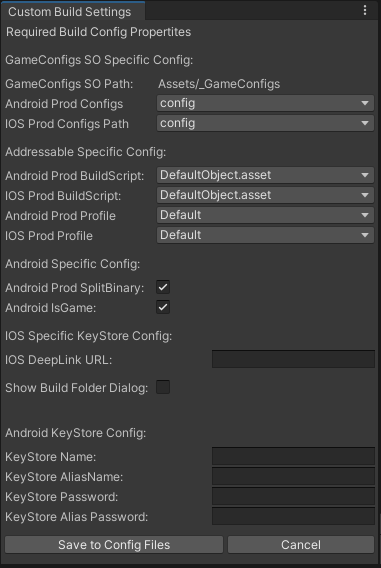 Custom Build Settings
Required Build Config Propertites
GameConfigs SO Specific Config:
GameConfigs SO Path: Assets/_GameConfigs
Android Prod Configs config
IOS Prod Configs Path config
Addressable Specific Config:
Android Prod BuildScript: DefaultObject.asset
IOS Prod BuildScript: DefaultObject.asset
Android Prod Profile Default
IOS Prod Profile Default
Android Specific Config:
Android Prod SplitBinary:
Android IsGame:
IOS Specific KeyStore Config:
IOS DeepLink URL:
Show Build Folder Dialog:
Android KeyStore Config:
KeyStore Name:
KeyStore AliasName:
KeyStore Password:
KeyStore Alias Password:
Save to Config Files Cancel